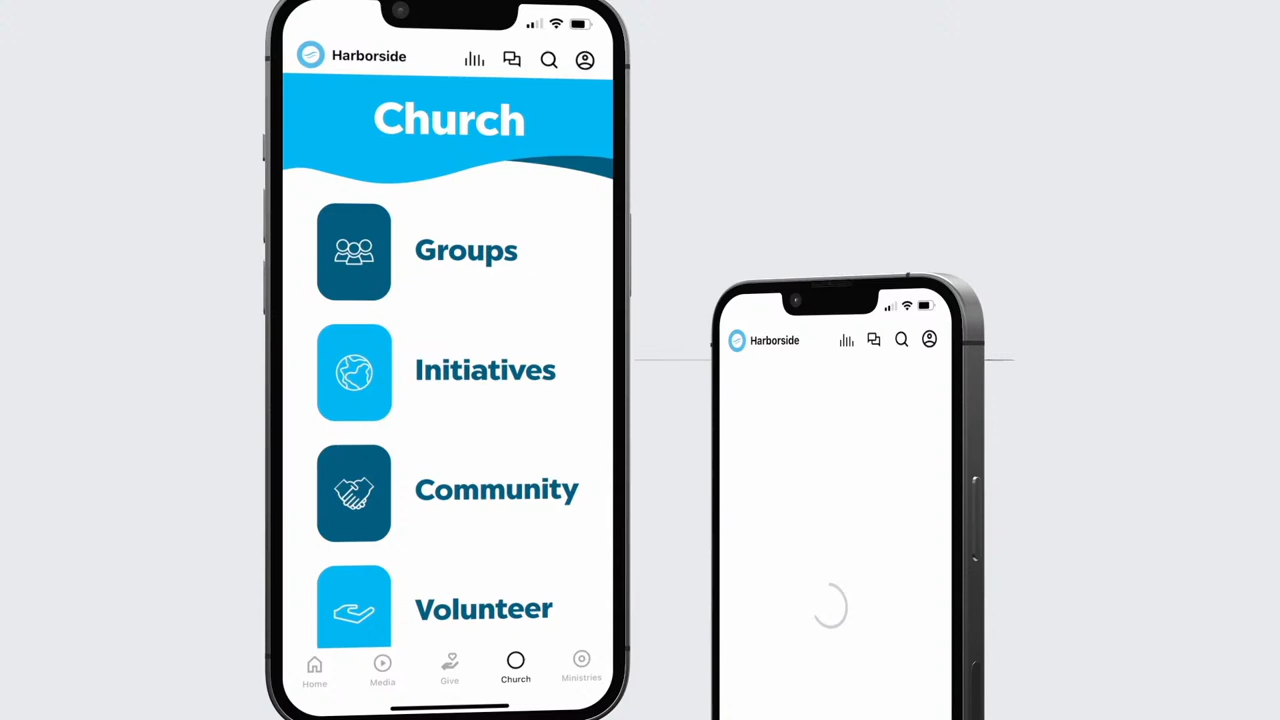 Harborside
Church
Groups
Initiatives
Community
Volunteer
Home
Media
Give
Church
Ministries
Harborside